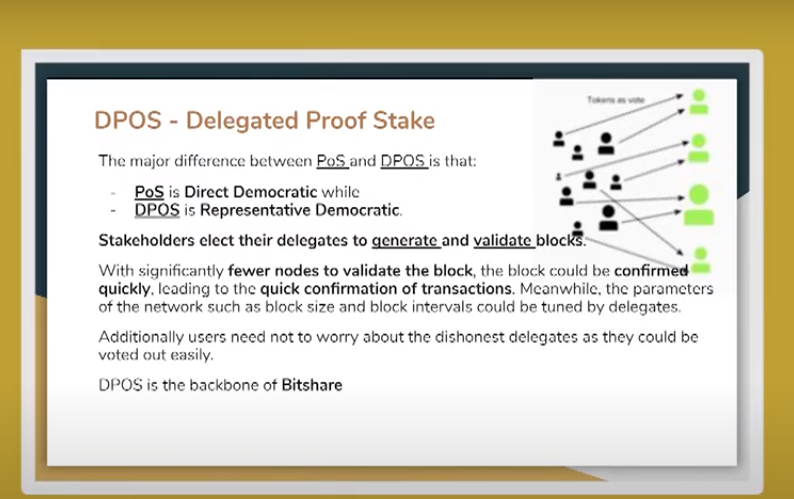 Tokens as vote
DPOS - Delegated Proof Stake
The major difference between PoS and DPOS is that:
- PoS is Direct Democratic while
- DPOS is Representative Democratic.
Stakeholders elect their delegates to generate and validate blocks.
With significantly fewer nodes to validate the block, the block could be confirmed
quickly, leading to the quick confirmation of transactions. Meanwhile, the parameters
of the network such as block size and block intervals could be tuned by delegates.
Additionally users need not to worry about the dishonest delegates as they could be
voted out easily.
DPOS is the backbone of Bitshare